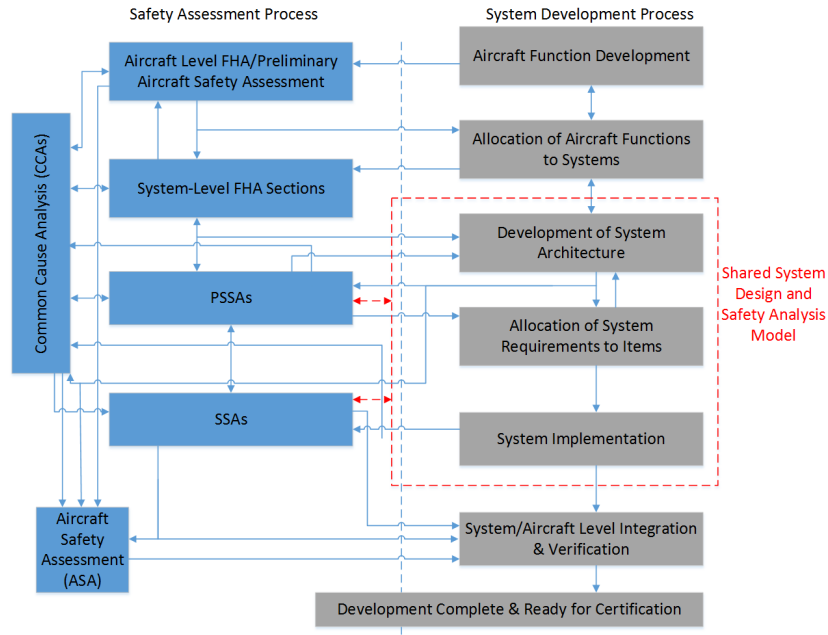 Safety Assessment Process
System Development Process
Aircraft Level FHA/Preliminary
Aircraft Safety Assessment
Aircraft Function Development
Allocation of Aircraft Functions
to Systems
Common Cause Analysis (CCAs)
System-Level FHA Sections
Development of System
Architecture
Shared System
Design and
Safety Analysis
Model
PSSAs
Allocation of System
Requirements to Items
SSAs
System Implementation
Aircraft
Safety
Assessment
(ASA)
System/Aircraft Level Integration
& Verification
Development Complete & Ready for Certification